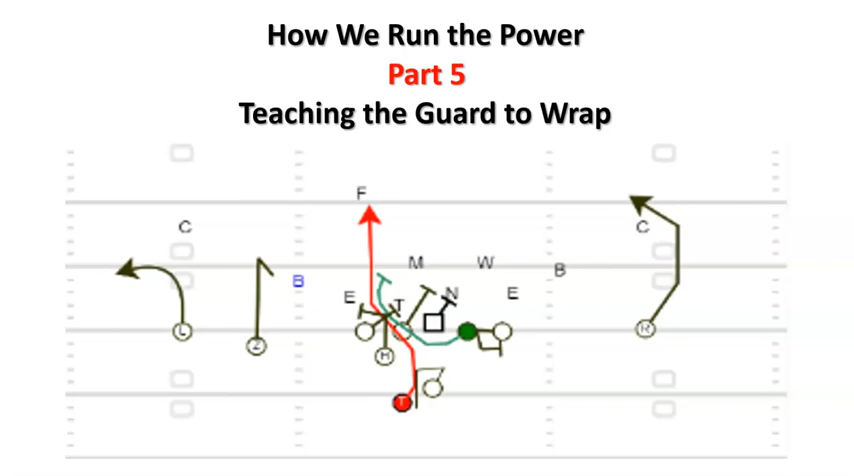 How We Run the Power
Part 5
Teaching the Guard to Wrap
F
C
C
M
W
B
B
E
T
N
E
L
Z
H
R
T